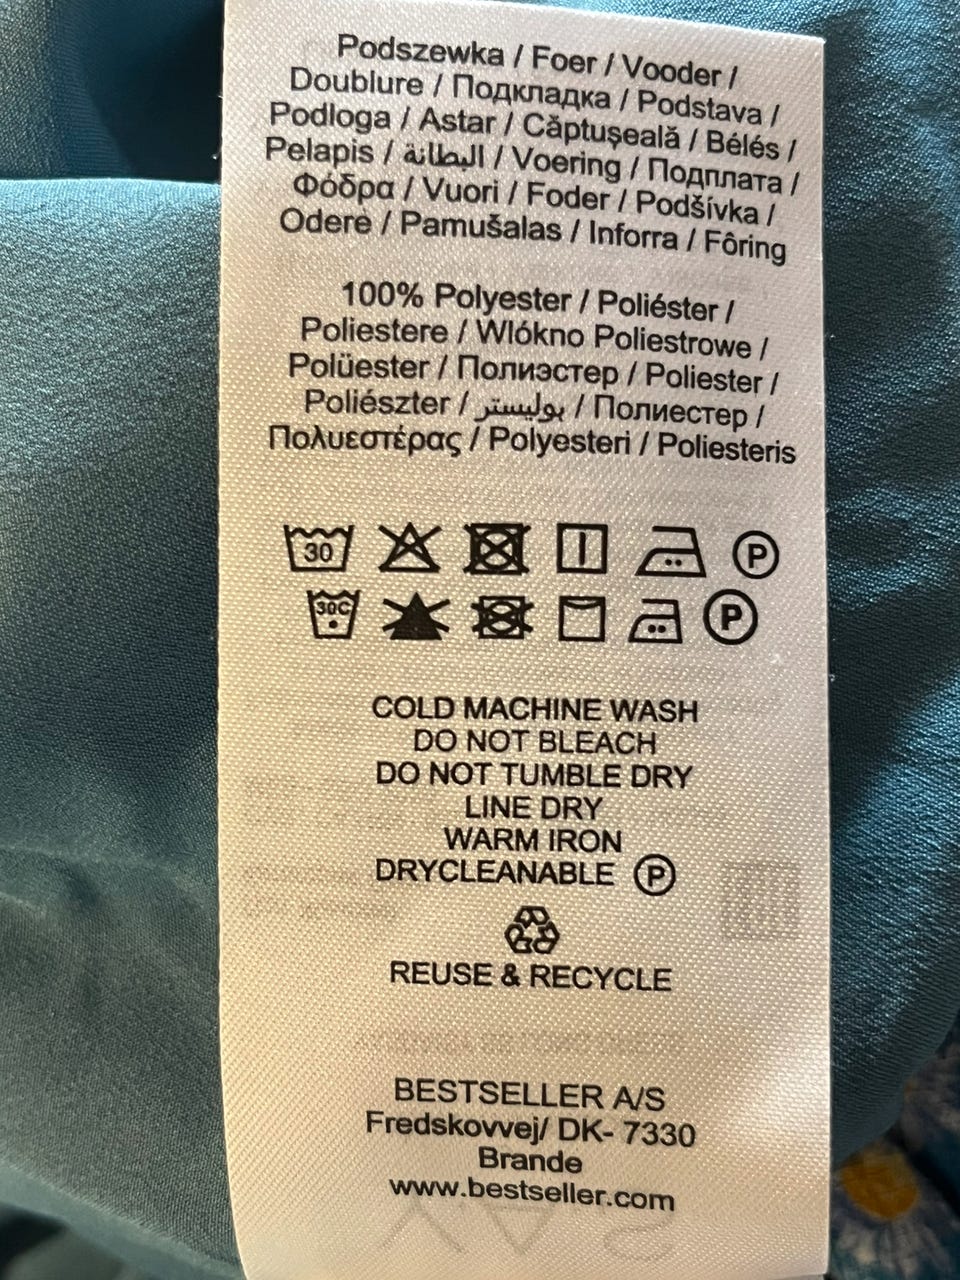 Podszewka / Foer / Vooder /
Doublure / Подкладка / Podstava /
Podloga / Astar / Căptuşeală / Bélés /
Pelapis / البطانة / Voering / Подплата /
Φόδρα / Vuori / Foder / Podšívka /
Odere / Pamušalas / Inforra / Fôring
100% Polyester / Poliéster /
Poliestere / Wlókno Poliestrowe /
Polüester / Полиэстер / Poliester /
Poliészter / بوليستر / Полиестер /
Πολυεστέρας / Polyesteri / Poliesteris
30 P
30C P
COLD MACHINE WASH
DO NOT BLEACH
DO NOT TUMBLE DRY
LINE DRY
WARM IRON
DRYCLEANABLE P
REUSE & RECYCLE
BESTSELLER A/S
Fredskovvej/ DK- 7330
Brande
www.bestseller.com